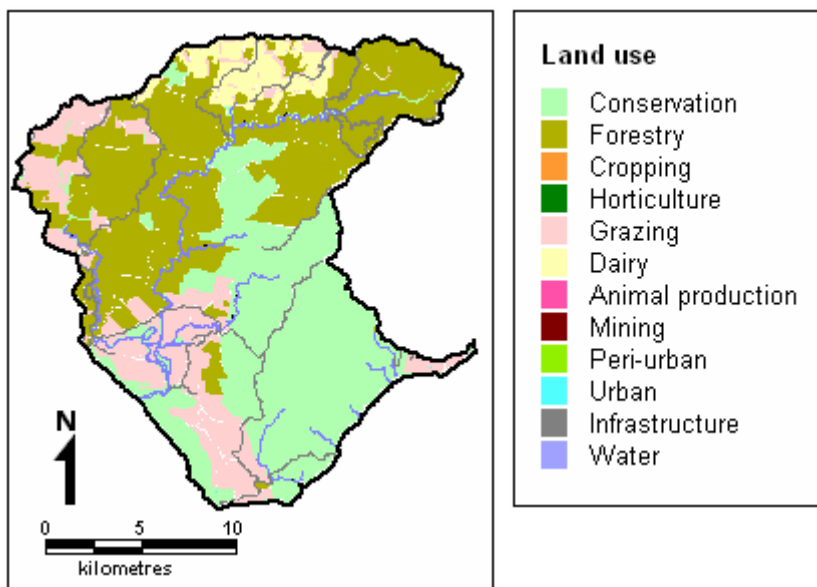 Land use
Conservation
Forestry
Cropping
Horticulture
Grazing
Dairy
Animal production
Mining
Peri-urban
Urban
Infrastructure
Water
N
0 5 10
kilometres